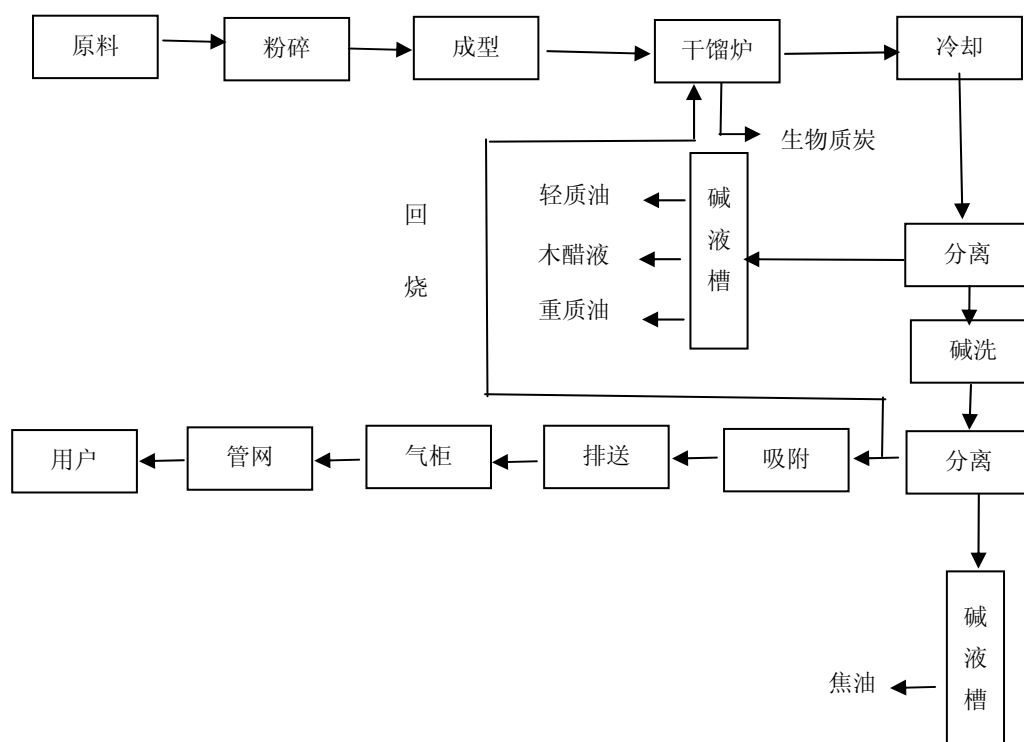 原料
粉碎
成型
干馏炉
冷却
生物质炭
轻质油
木醋液
重质油
碱液槽
回烧
分离
碱洗
分离
吸附
排送
气柜
管网
用户
碱液槽
焦油